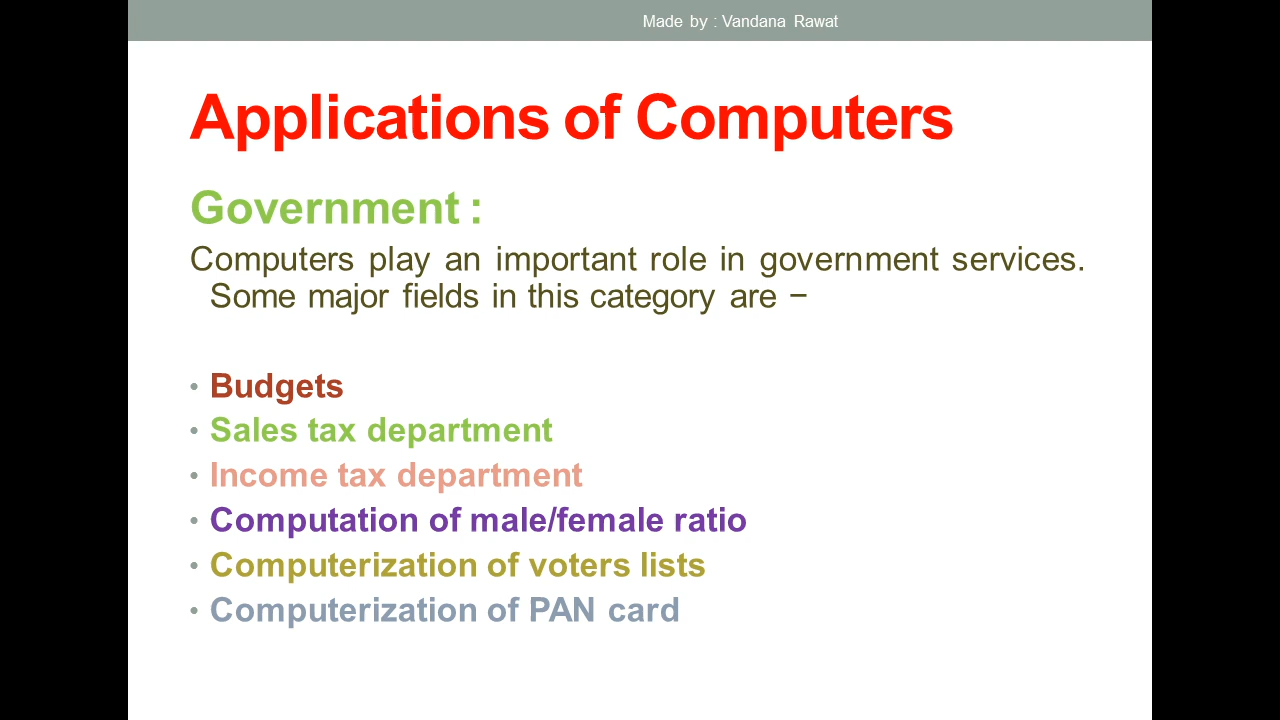 Made by : Vandana Rawat
Applications of Computers
Government :
Computers play an important role in government services.
Some major fields in this category are −
• Budgets
• Sales tax department
• Income tax department
• Computation of male/female ratio
• Computerization of voters lists
• Computerization of PAN card